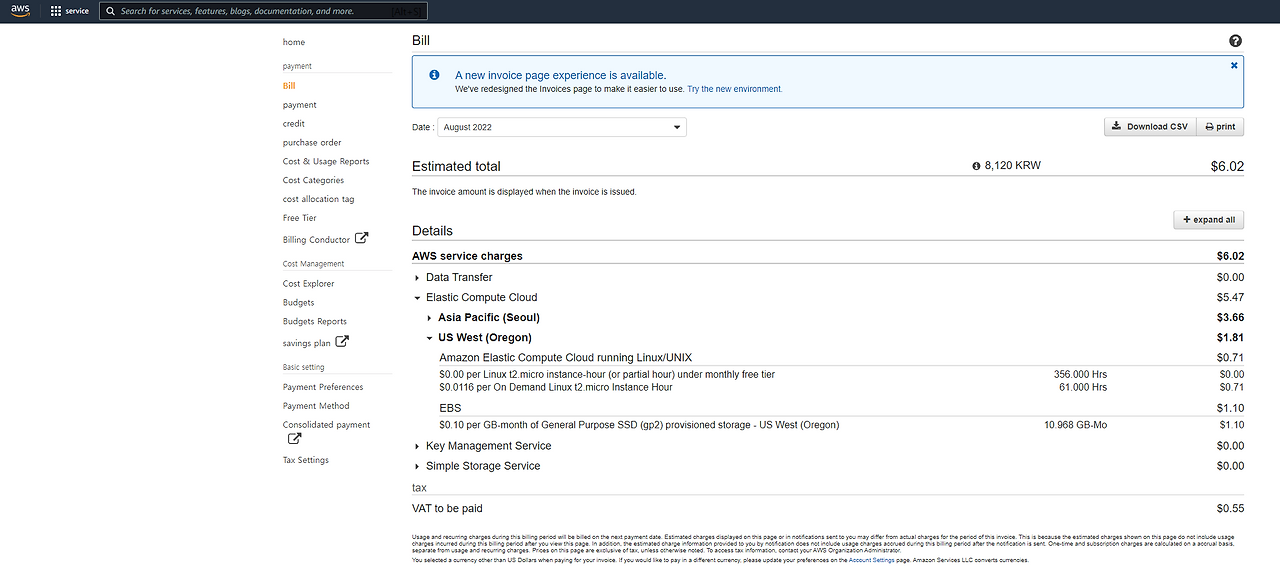 aws
service
Search for services, features, blogs, documentation, and more.
[Alt+S]
home
payment
Bill
payment
credit
purchase order
Cost & Usage Reports
Cost Categories
cost allocation tag
Free Tier
Billing Conductor
Cost Management
Cost Explorer
Budgets
Budgets Reports
savings plan
Basic setting
Payment Preferences
Payment Method
Consolidated payment
Tax Settings
Bill
A new invoice page experience is available.
We've redesigned the Invoices page to make it easier to use. Try the new environment.
Date : August 2022
Download CSV print
Estimated total 8,120 KRW $6.02
The invoice amount is displayed when the invoice is issued.
expand all
Details
AWS service charges $6.02
Data Transfer $0.00
Elastic Compute Cloud $5.47
Asia Pacific (Seoul) $3.66
US West (Oregon) $1.81
Amazon Elastic Compute Cloud running Linux/UNIX $0.71
$0.00 per Linux t2.micro instance-hour (or partial hour) under monthly free tier 356.000 Hrs $0.00
$0.0116 per On Demand Linux t2.micro Instance Hour 61.000 Hrs $0.71
EBS $1.10
$0.10 per GB-month of General Purpose SSD (gp2) provisioned storage - US West (Oregon) 10.968 GB-Mo $1.10
Key Management Service $0.00
Simple Storage Service $0.00
tax
VAT to be paid $0.55
Usage and recurring charges during this billing period will be billed on the next payment date. Estimated charges displayed on this page or in notifications sent to you may differ from actual charges for the period of this invoice. This is because the estimated charges shown on this page do not include usage
charges incurred during this billing period after you view this page. In addition, the estimated charge information provided to you by notification does not include usage charges accrued during this billing period after the notification is sent. One-time and subscription charges are calculated on a accrual basis,
separate from usage and recurring charges. Prices on this page are exclusive of tax, unless otherwise noted. To access tax information, contact your AWS Organization Administrator.
You selected a currency other than US Dollars when paying for your invoice. If you would like to pay in a different currency, please update your preferences on the Account Settings page. Amazon Services LLC converts currencies.